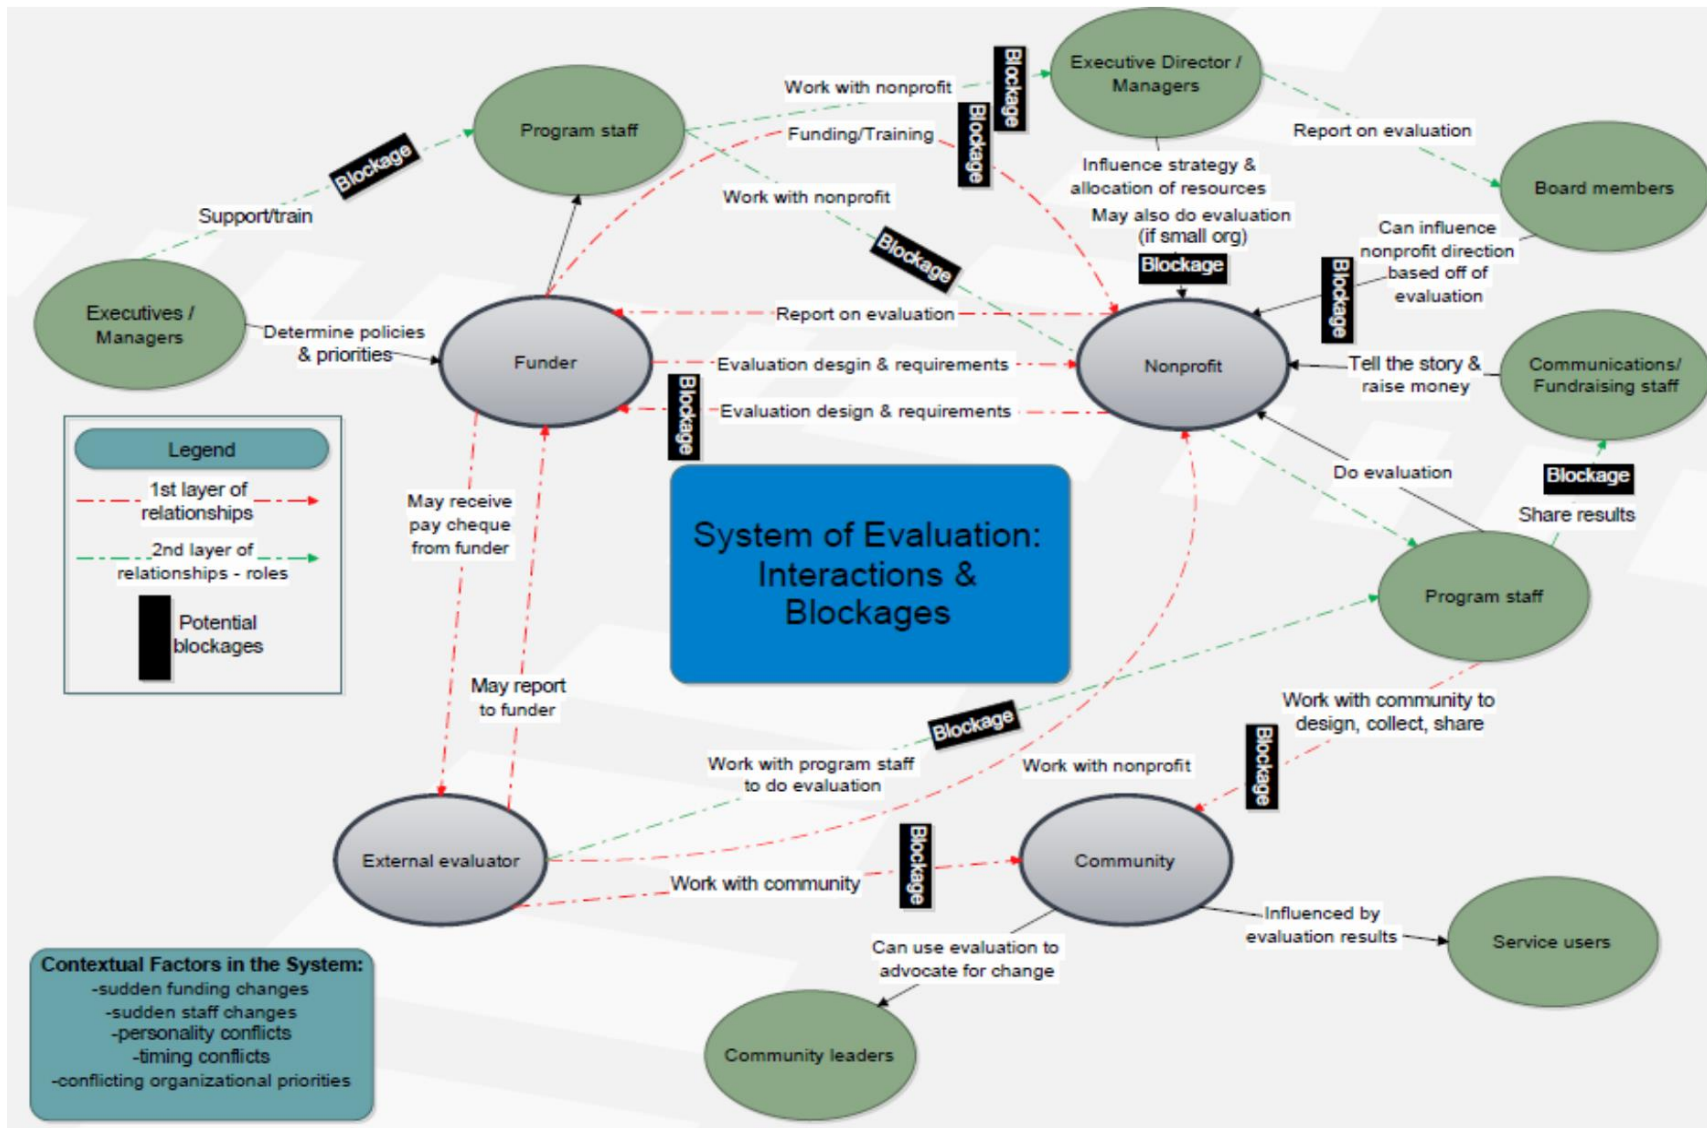 Blockage
Executive Director /
Managers
Work with nonprofit
Blockage
Program staff
Funding/Training
Report on evaluation
Blockage
Influence strategy &
allocation of resources
Work with nonprofit
Board members
Support/train
May also do evaluation
(if small org)
Can influence
nonprofit direction
based off of
evaluation
Blockage
Blockage
Blockage
Executives /
Managers
Determine policies
& priorities
Report on evaluation
Funder
Evaluation desgin & requirements
Nonprofit
Tell the story &
raise money
Communications/
Fundraising staff
Blockage
Evaluation design & requirements
Legend
1st layer of
relationships
2nd layer of
relationships - roles
Potential
blockages
May receive
pay cheque
from funder
System of Evaluation:
Interactions &
Blockages
Do evaluation
Blockage
Share results
Program staff
May report
to funder
Work with community to
design, collect, share
Blockage
Blockage
Work with program staff
to do evaluation
Work with nonprofit
External evaluator
Blockage
Community
Work with community
Influenced by
evaluation results
Service users
Can use evaluation to
advocate for change
Community leaders
Contextual Factors in the System:
-sudden funding changes
-sudden staff changes
-personality conflicts
-timing conflicts
-conflicting organizational priorities